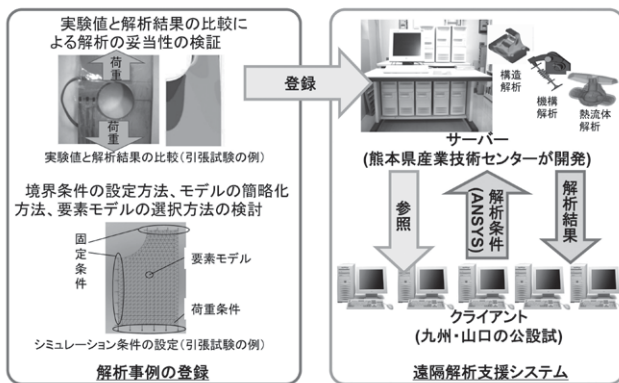 実験値と解析結果の比較に
よる解析の妥当性の検証
荷重
荷重
実験値と解析結果の比較(引張試験の例)
境界条件の設定方法、モデルの簡略化
方法、要素モデルの選択方法の検討
固定条件
要素モデル
荷重条件
シミュレーション条件の設定(引張試験の例)
解析事例の登録
登録
構造
解析
機構
解析
熱流体
解析
サーバー
(熊本県産業技術センターが開発)
参照
解析条件
(ANSYS)
解析結果
クライアント
(九州・山口の公設試)
遠隔解析支援システム